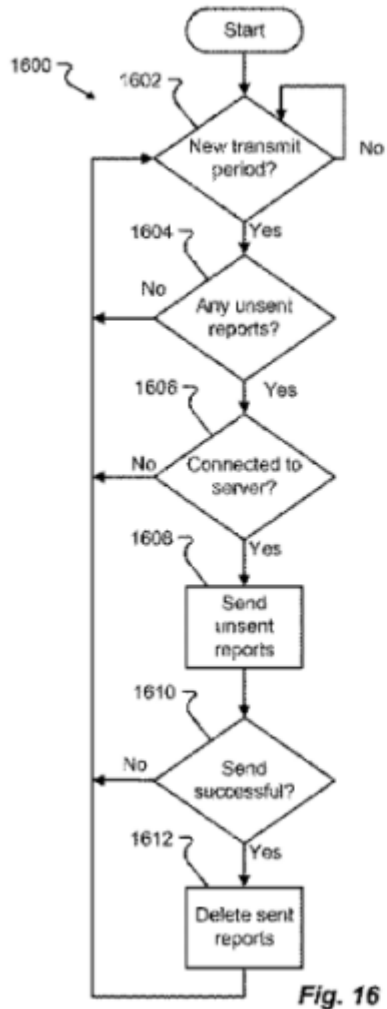 Start
1600
1602
New transmit
period?
No
Yes
1604
No
Any unsent
reports?
Yes
1606
No
Connected to
server?
Yes
1608
Send
unsent
reports
1610
No
Send
successful?
Yes
1612
Delete sent
reports
Fig. 16